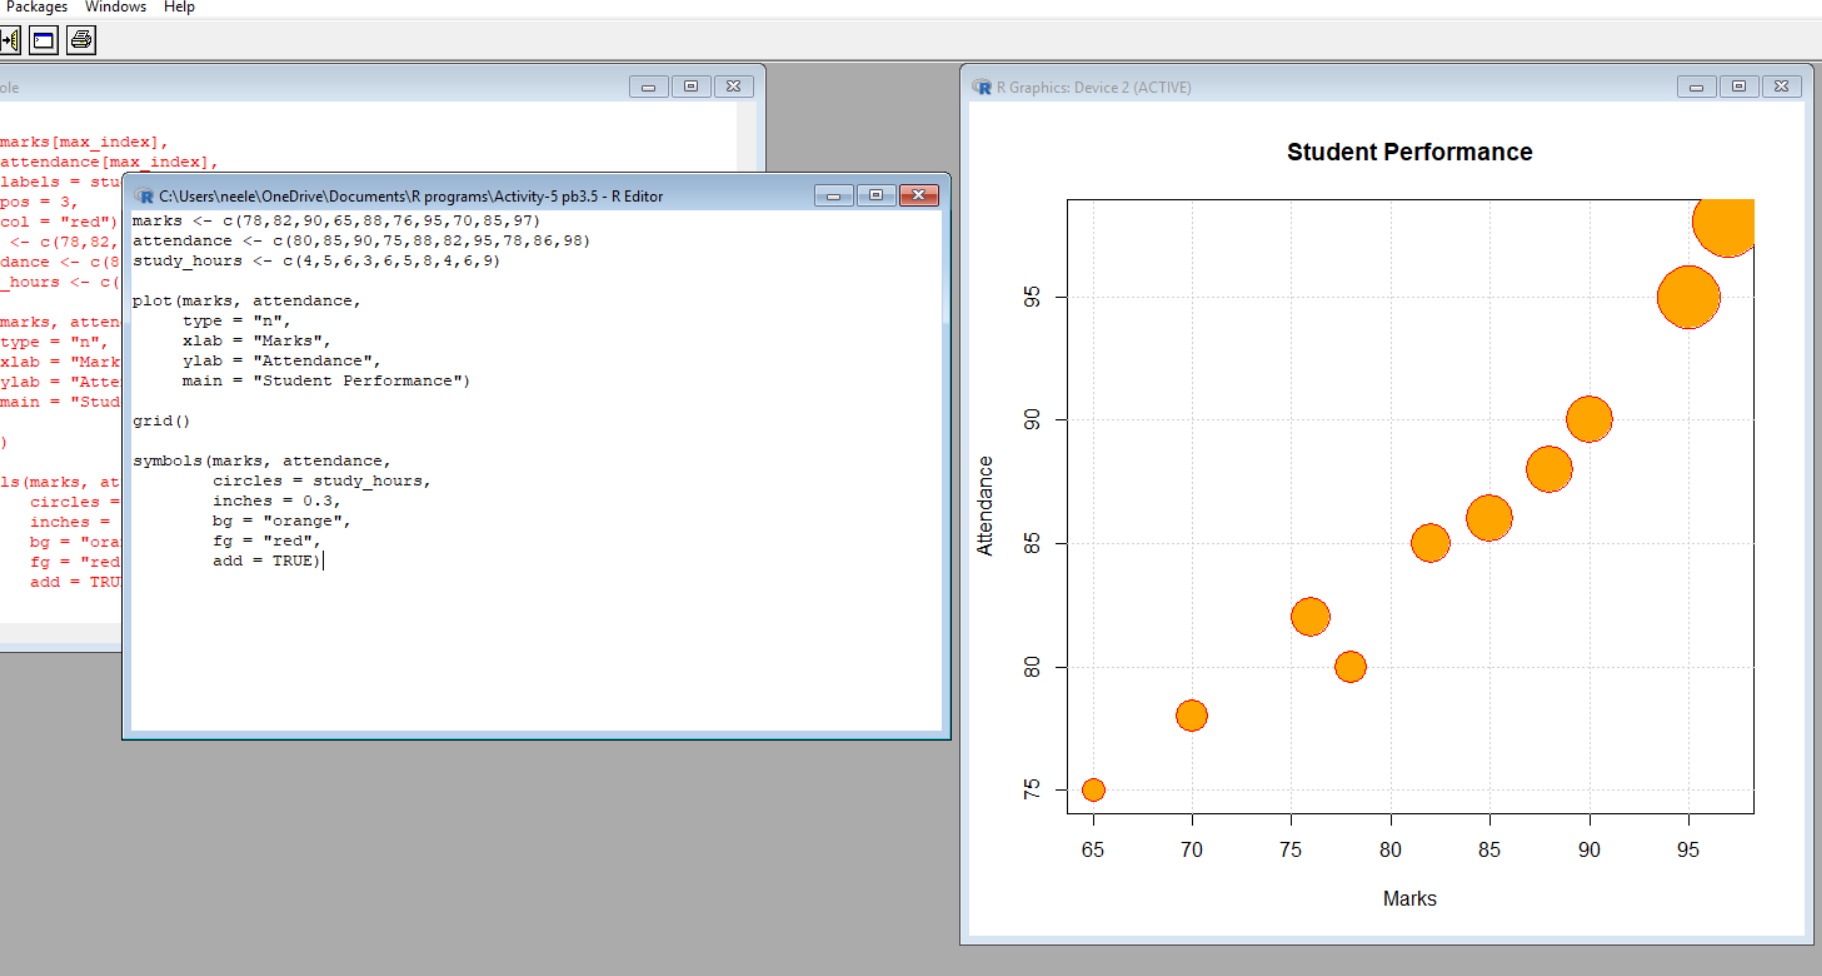 Packages Windows Help
ole
marks[max_index],
attendance[max_index],
labels = stu
pos = 3,
col = "red")
<- c(78,82,
dance <- c(8
_hours <- c(
marks, atten
type = "n",
xlab = "Mark
ylab = "Atte
main = "Stud
)
ls(marks, at
circles =
inches =
bg = "ora
fg = "red
add = TRU
C:\Users\neele\OneDrive\Documents\R programs\Activity-5 pb3.5 - R Editor
marks <- c(78,82,90,65,88,76,95,70,85,97)
attendance <- c(80,85,90,75,88,82,95,78,86,98)
study_hours <- c(4,5,6,3,6,5,8,4,6,9)
plot(marks, attendance,
type = "n",
xlab = "Marks",
ylab = "Attendance",
main = "Student Performance")
grid()
symbols(marks, attendance,
circles = study_hours,
inches = 0.3,
bg = "orange",
fg = "red",
add = TRUE)
R Graphics: Device 2 (ACTIVE)
Student Performance
Attendance
95
90
85
80
75
65 70 75 80 85 90 95
Marks